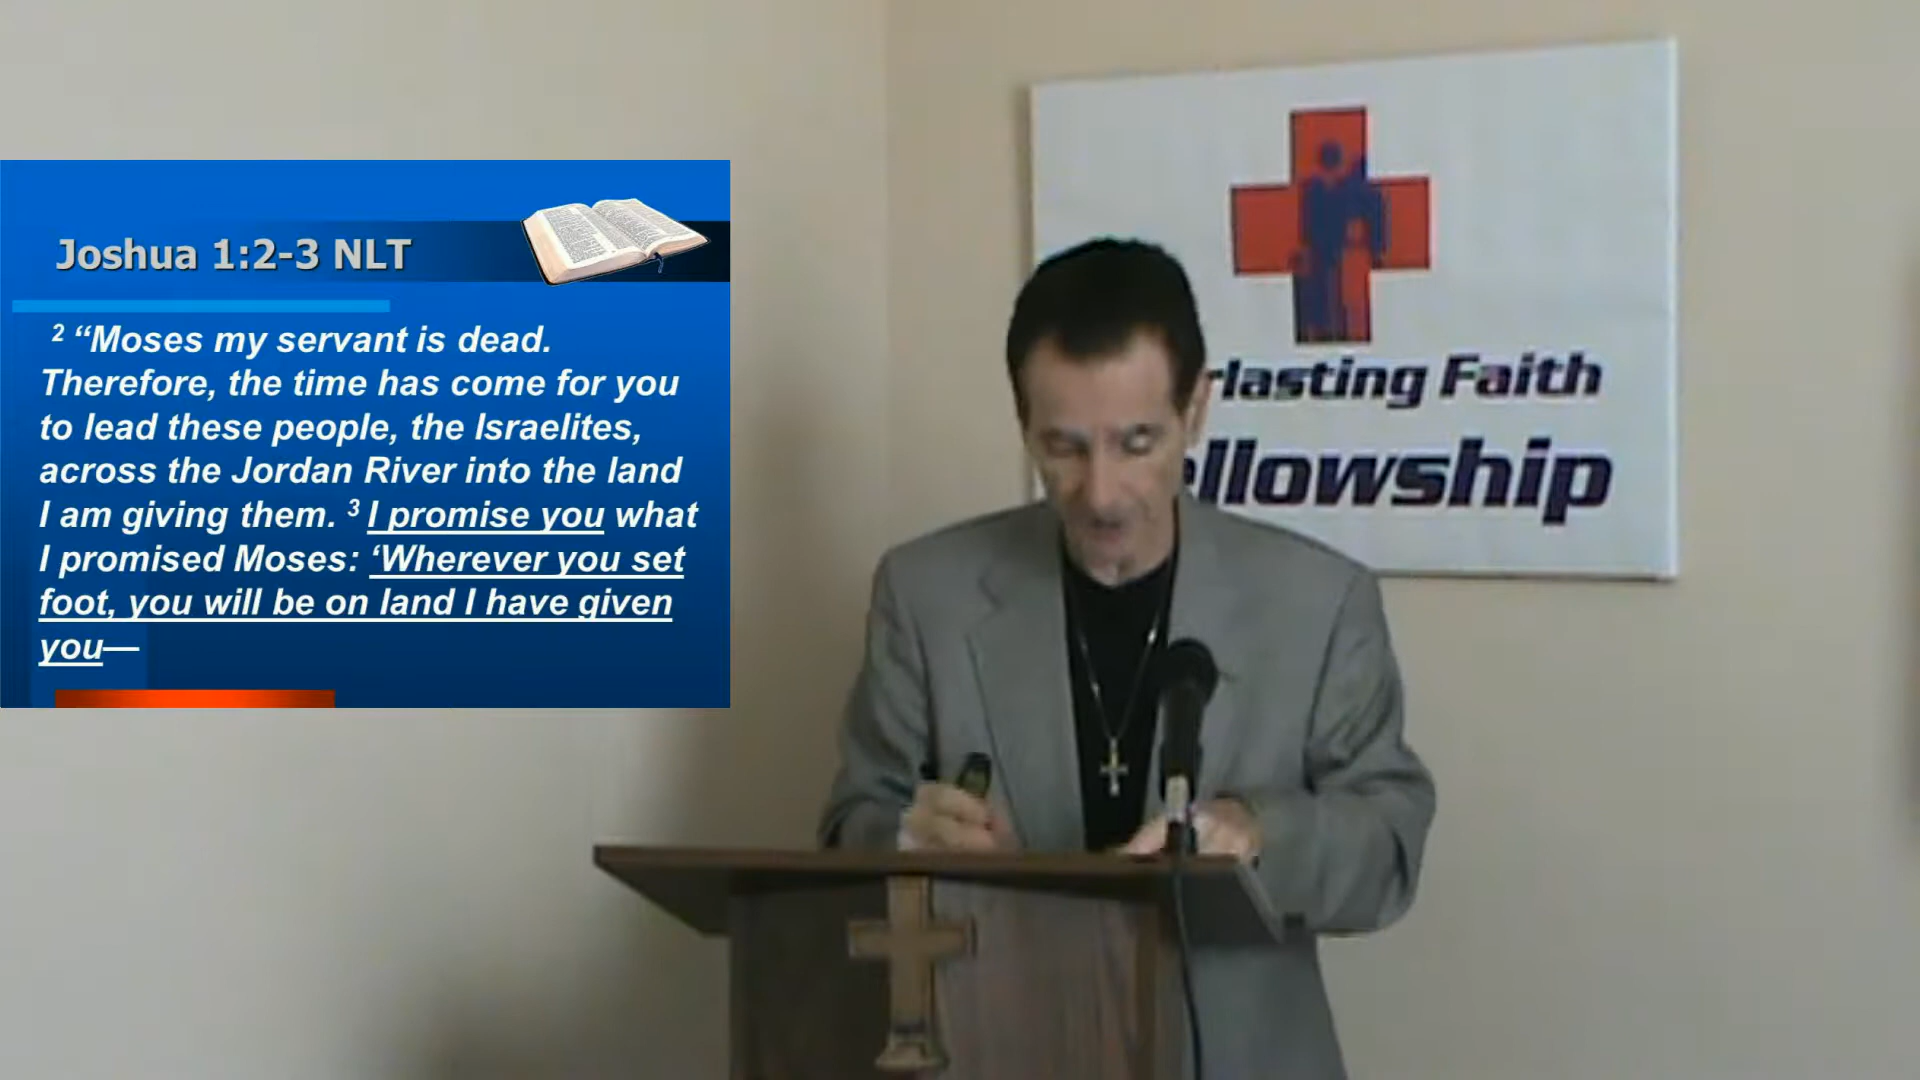 Joshua 1:2-3 NLT
2 “Moses my servant is dead.
Therefore, the time has come for you
to lead these people, the Israelites,
across the Jordan River into the land
I am giving them. 3 I promise you what
I promised Moses: ‘Wherever you set
foot, you will be on land I have given
you—
rlasting Faith
ellowship